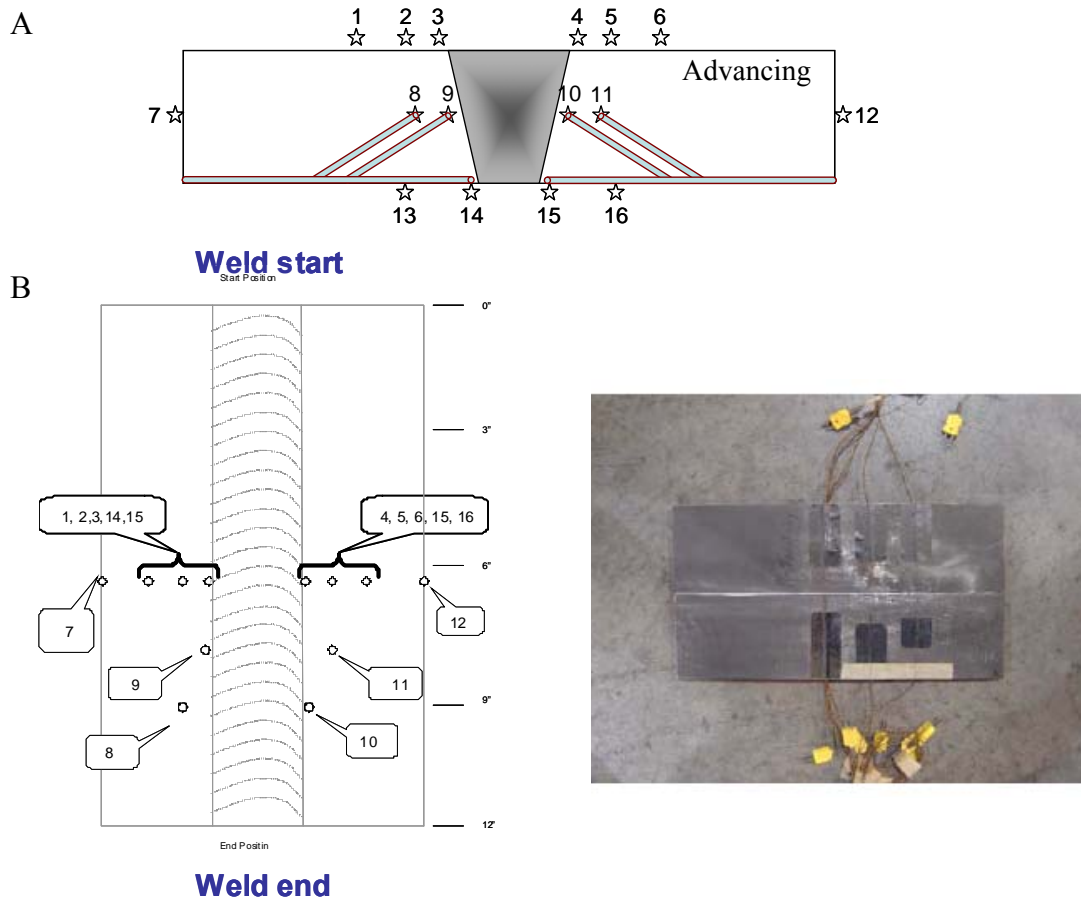 A
1 2 3 4 5 6
Advancing
8 9 10 11
7 12
13 14 15 16
Weld start
Start Position
B
0"
3"
1, 2,3, 14,15
4, 5, 6, 15, 16
6"
7
12
9
11
9"
8
10
12"
End Positin
Weld end